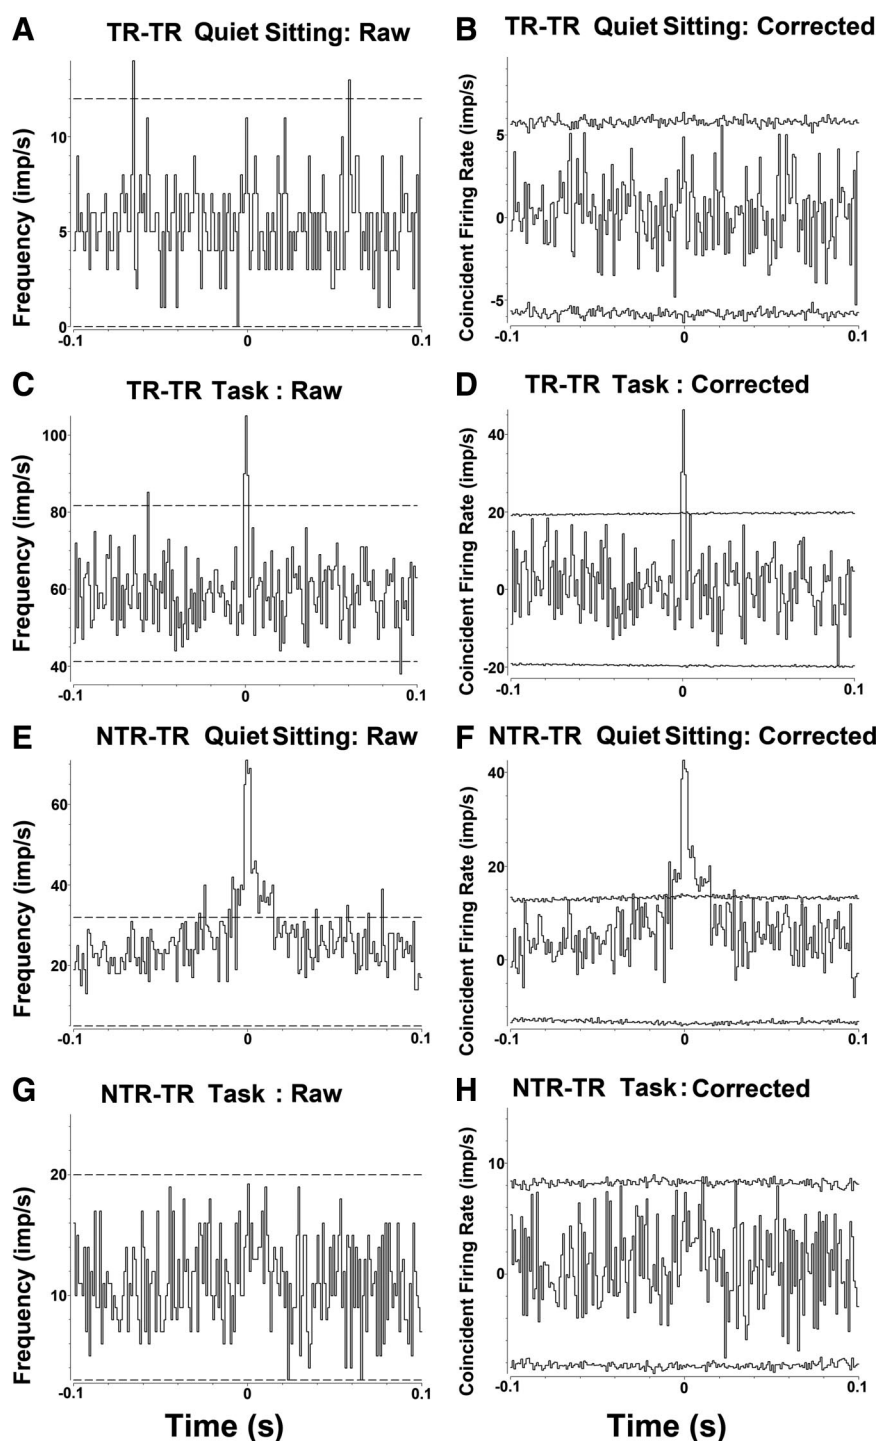 A TR-TR Quiet Sitting: Raw
Frequency (imp/s)
10
5
0
-0.1 0 0.1
B TR-TR Quiet Sitting: Corrected
Coincident Firing Rate (imp/s)
5
0
-5
-0.1 0 0.1
C TR-TR Task : Raw
Frequency (imp/s)
100
80
60
40
-0.1 0 0.1
D TR-TR Task : Corrected
Coincident Firing Rate (imp/s)
40
20
0
-20
-0.1 0 0.1
E NTR-TR Quiet Sitting: Raw
Frequency (imp/s)
60
40
20
-0.1 0 0.1
F NTR-TR Quiet Sitting: Corrected
Coincident Firing Rate (imp/s)
40
20
0
-0.1 0 0.1
G NTR-TR Task : Raw
Frequency (imp/s)
20
10
-0.1 0 0.1
Time (s)
H NTR-TR Task : Corrected
Coincident Firing Rate (imp/s)
10
0
-0.1 0 0.1
Time (s)